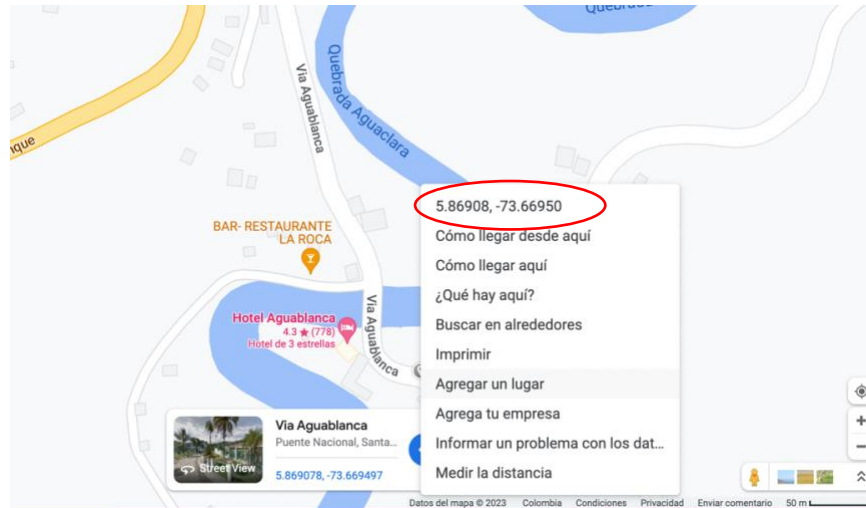 Quebrada
Quebrada Aguaclara
Via Aguablanca
nque
BAR- RESTAURANTE
LA ROCA
Hotel Aguablanca
4.3 ★ (778)
Hotel de 3 estrellas
Via Aguablanca
5.86908, -73.66950
Cómo llegar desde aquí
Cómo llegar aquí
¿Qué hay aquí?
Buscar en alrededores
Imprimir
Agregar un lugar
Agrega tu empresa
Informar un problema con los dat...
Medir la distancia
Via Aguablanca
Puente Nacional, Santa...
Street View
5.869078, -73.669497
Datos del mapa © 2023 Colombia Condiciones Privacidad Enviar comentario 50 m